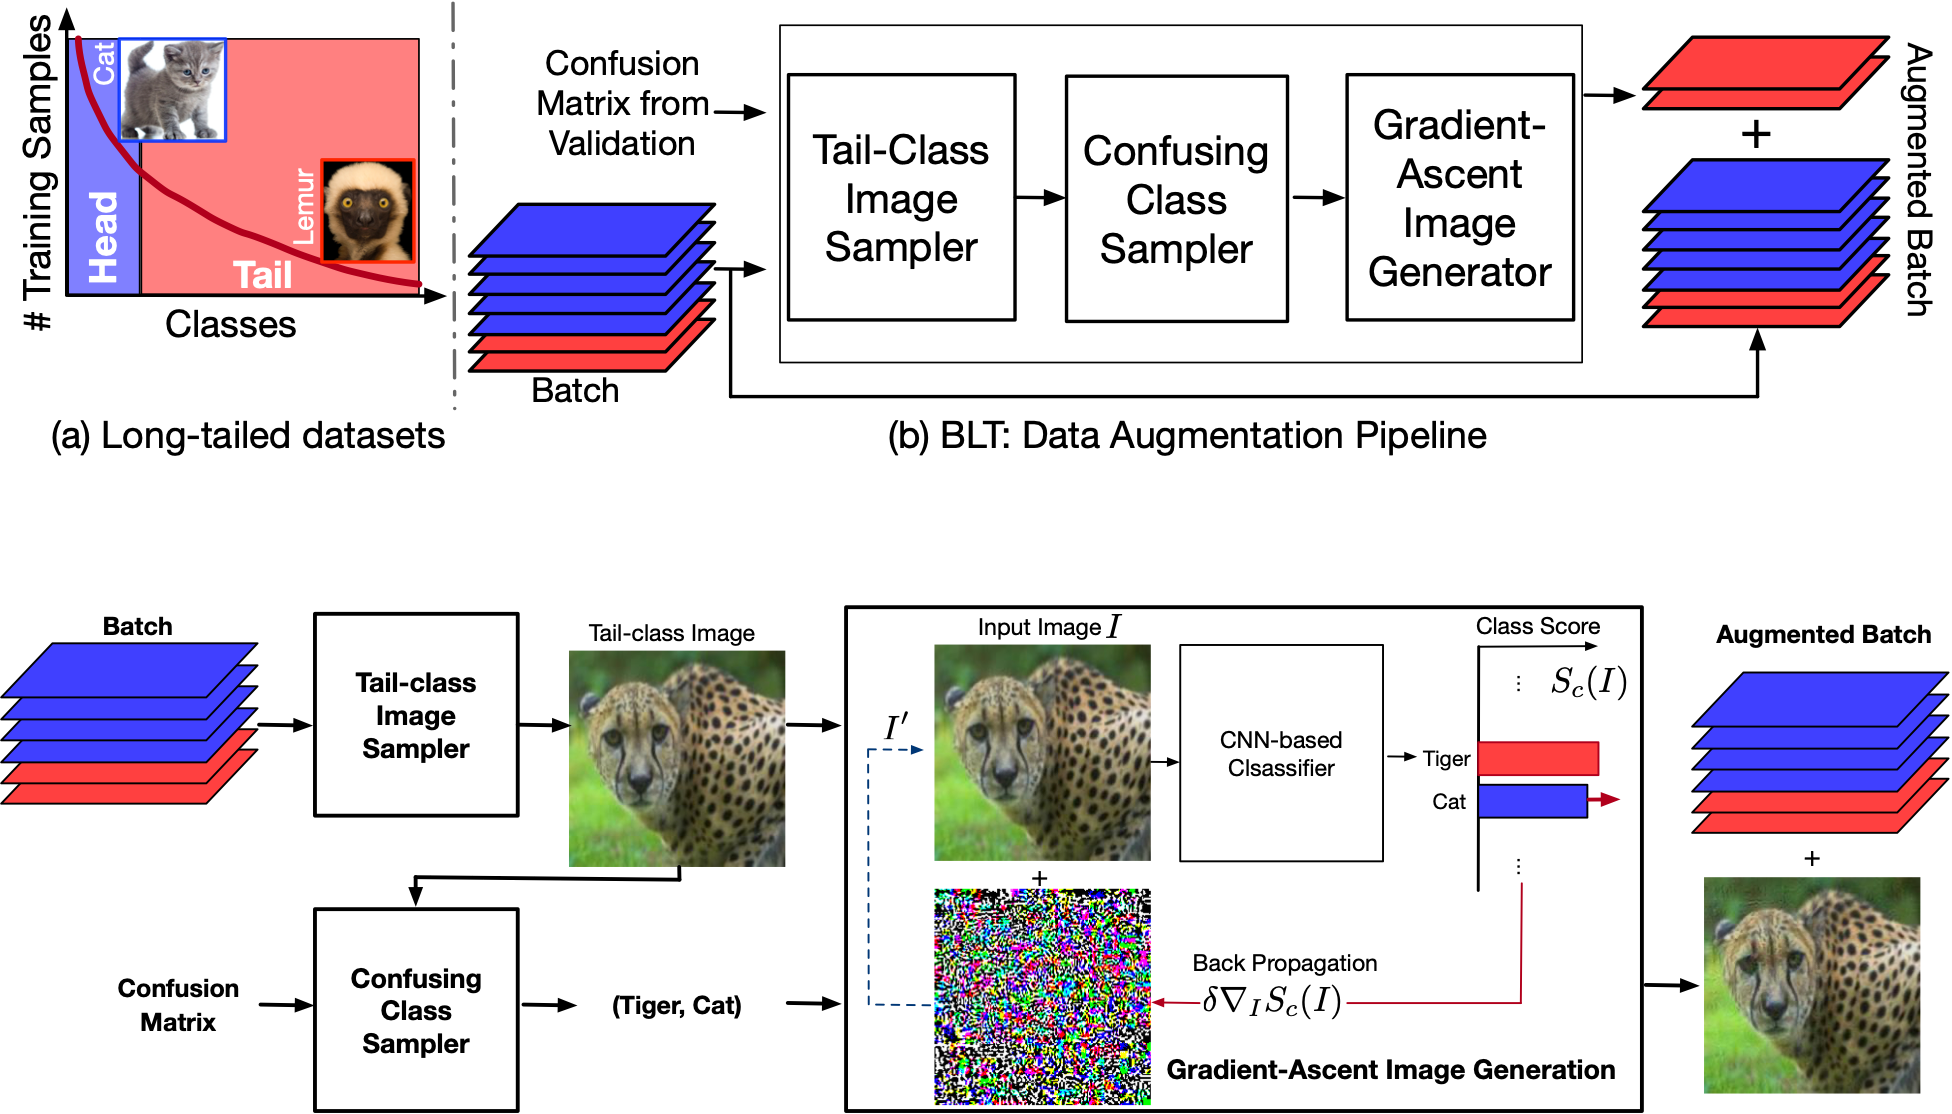 # Training Samples
Cat
Head
Lemur
Tail
Classes
(a) Long-tailed datasets
Confusion
Matrix from
Validation
Batch
Tail-Class
Image
Sampler
Confusing
Class
Sampler
Gradient-
Ascent
Image
Generator
+
Augmented Batch
(b) BLT: Data Augmentation Pipeline
Batch
Tail-class
Image
Sampler
Tail-class Image
Confusion
Matrix
Confusing
Class
Sampler
(Tiger, Cat)
Input Image I
I′
+
CNN-based
Clsassifier
Class Score
⋮
S_c(I)
Tiger
Cat
⋮
Back Propagation
δ∇_I S_c(I)
Gradient-Ascent Image Generation
Augmented Batch
+